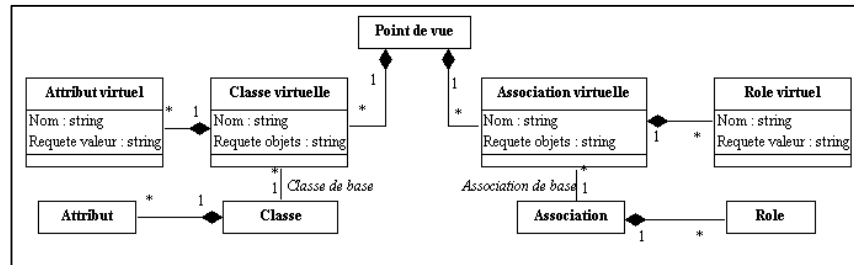 Point de vue
1
1
*
*
Attribut virtuel
Nom : string
Requete valeur : string
*
1
Classe virtuelle
Nom : string
Requete objets : string
Association virtuelle
Nom : string
Requete objets : string
1
*
Role virtuel
Nom : string
Requete valeur : string
*
1
Classe de base
*
1
Association de base
Attribut
*
1
Classe
Association
1
*
Role